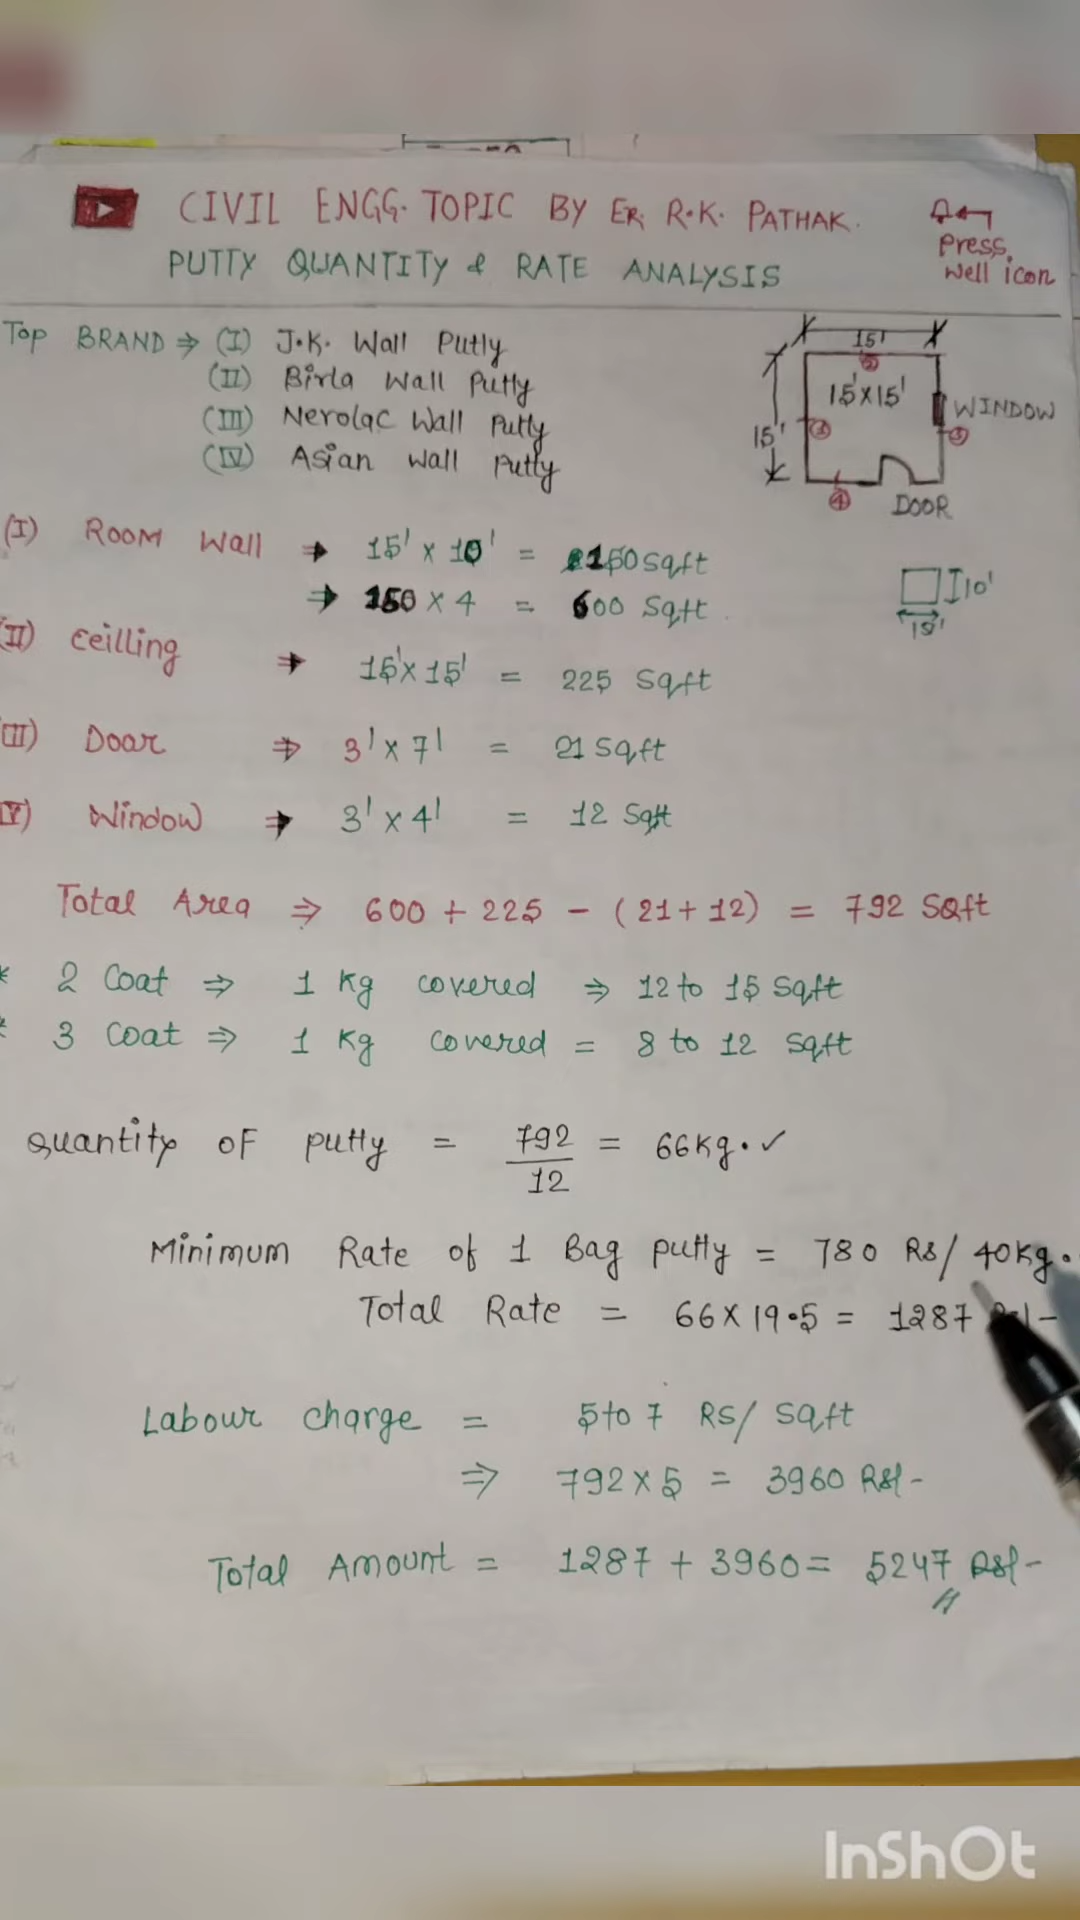 CIVIL ENGG. TOPIC BY ER. R.K. PATHAK.
Press.
Well icon
PUTTY QUANTITY & RATE ANALYSIS
Top BRAND ⇒ (I) J.K. Wall Putty
(II) Birla Wall Putty
(III) Nerolac Wall Putty
(IV) Asian Wall Putty
15'
15'x15'
15'
WINDOW
DOOR
④
(I) ROOM Wall → 15' x 10' = 150 Sqft
→ 150 x 4 = 600 Sqft.
10'
15'
(II) ceilling → 15'x15' = 225 Sqft
(III) Doar ⇒ 3' x 7' = 21 Sqft
Window → 3' x 4' = 12 Sqft
Total Area ⇒ 600 + 225 - (21+12) = 792 SQft
* 2 Coat ⇒ 1 Kg covered ⇒ 12 to 15 Sqft
* 3 Coat ⇒ 1 Kg covered = 8 to 12 Sqft
Quantity OF Putty = 792/12 = 66Kg. ✓
Minimum Rate of 1 Bag putty = 780 Rs/ 40Kg.
Total Rate = 66 x 19.5 = 1287
Labour charge = 5 to 7 RS/ Sqft
⇒ 792 x 5 = 3960 Rs/-
Total Amount = 1287 + 3960 = 5247 Rs/-
InShOt